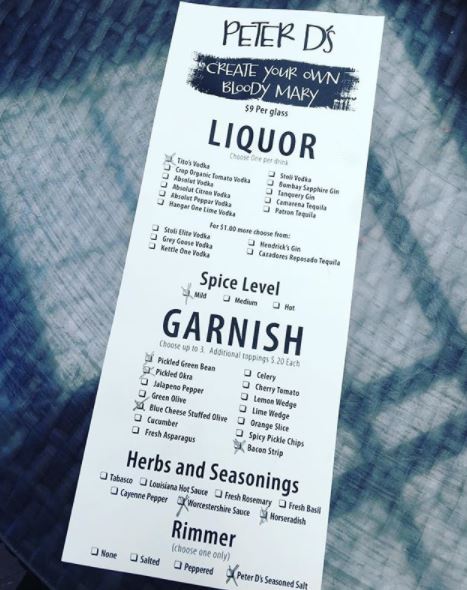 PETER D'S
CREATE YOUR OWN
BLOODY MARY
$9 Per glass
LIQUOR
Choose One per drink
Tito's Vodka
Crop Organic Tomato Vodka
Absolut Vodka
Absolut Citron Vodka
Absolut Peppar Vodka
Hangar One Lime Vodka
Stoli Vodka
Bombay Sapphire Gin
Tanquery Gin
Camarena Tequila
Patron Tequila
For $1.00 more choose from:
Stoli Elite Vodka
Grey Goose Vodka
Kettle One Vodka
Hendrick's Gin
Cazadores Reposado Tequila
Spice Level
Mild Medium Hot
GARNISH
Choose up to 3. Additional toppings $.20 Each
Pickled Green Bean
Pickled Okra
Jalapeno Pepper
Green Olive
Blue Cheese Stuffed Olive
Cucumber
Fresh Asparagus
Celery
Cherry Tomato
Lemon Wedge
Lime Wedge
Orange Slice
Spicy Pickle Chips
Bacon Strip
Herbs and Seasonings
Tabasco Louisiana Hot Sauce Fresh Rosemary Fresh Basil
Cayenne Pepper Worcestershire Sauce Horseradish
Rimmer
(choose one only)
None Salted Peppered Peter D's Seasoned Salt